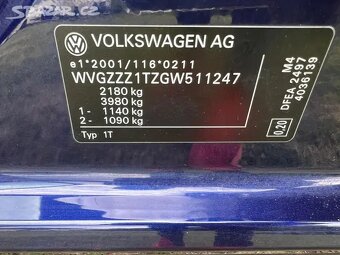 Sbazar.cz
VOLKSWAGEN AG
e1*2001/116*0211
WVGZZZ1TZGW511247
2180 kg
3980 kg
1- 1140 kg
2- 1090 kg
Typ 1T
M4
DFEA 2497
4036139
0.20